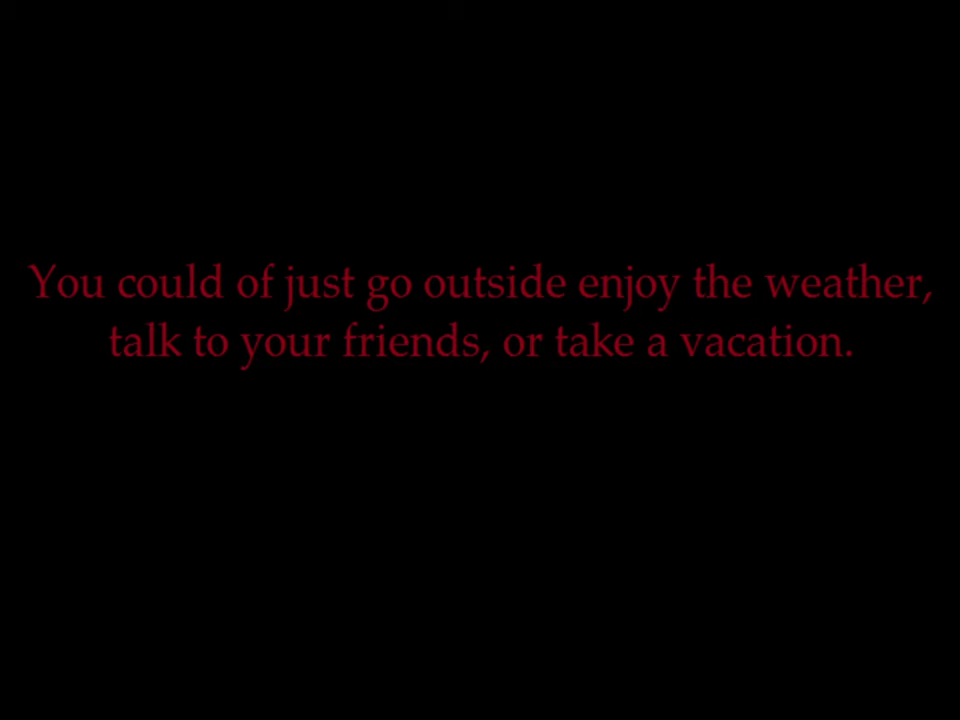 You could of just go outside enjoy the weather,
talk to your friends, or take a vacation.